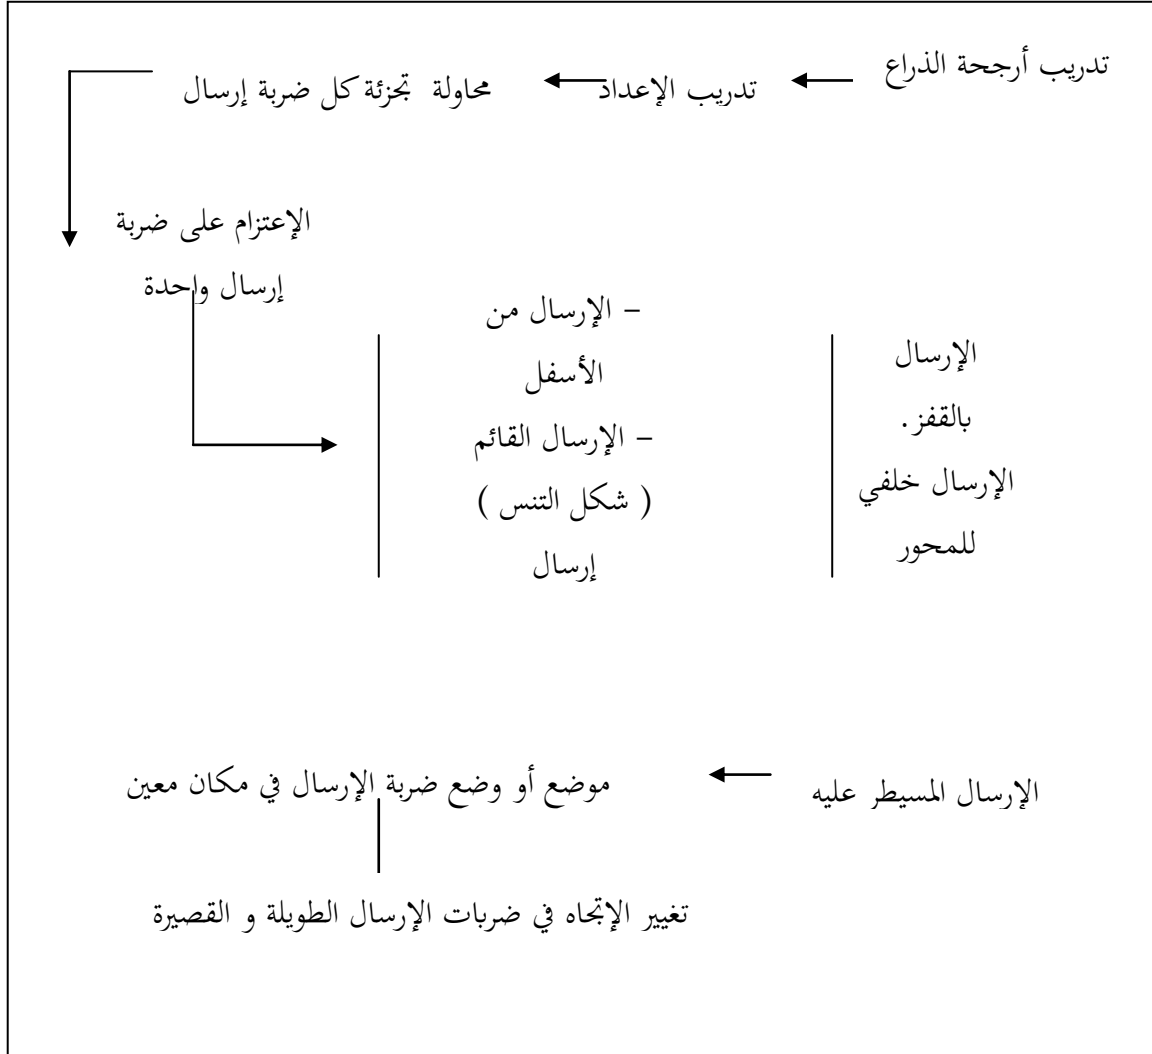 تدريب أرجحة الذراع
تدريب الإعداد
محاولة تجزئة كل ضربة إرسال
الإعتزام على ضربة
إرسال واحدة
– الإرسال من
الأسفل
– الإرسال القائم
( شكل التنس )
إرسال
الإرسال
بالقفز.
الإرسال خلفي
للمحور
الإرسال المسيطر عليه
موضع أو وضع ضربة الإرسال في مكان معين
تغيير الإتجاه في ضربات الإرسال الطويلة و القصيرة